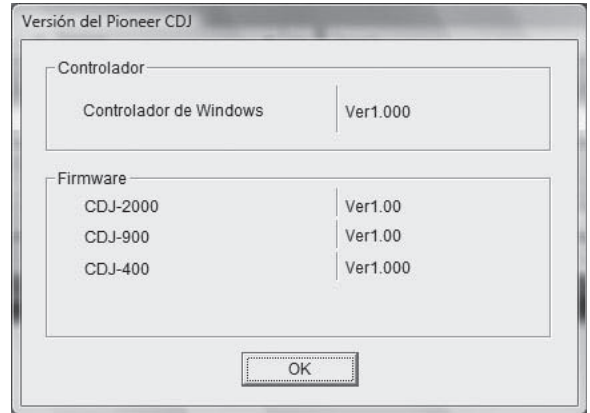 Versión del Pioneer CDJ
Controlador
Controlador de Windows Ver1.000
Firmware
CDJ-2000 Ver1.00
CDJ-900 Ver1.00
CDJ-400 Ver1.000
OK